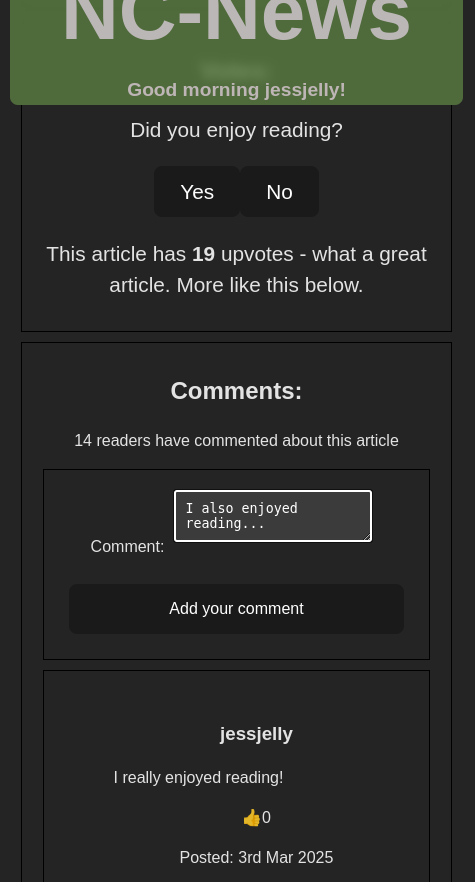 NC-News
Good morning jessjelly!
Did you enjoy reading?
Yes No
This article has 19 upvotes - what a great
article. More like this below.
Comments:
14 readers have commented about this article
I also enjoyed
reading...
Comment:
Add your comment
jessjelly
I really enjoyed reading!
👍0
Posted: 3rd Mar 2025